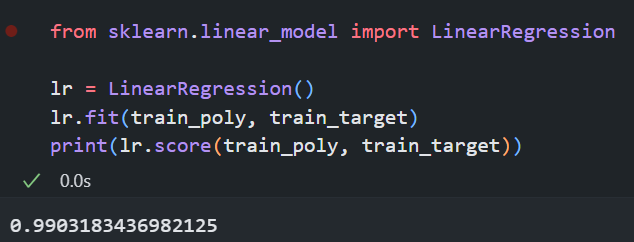 from sklearn.linear_model import LinearRegression
lr = LinearRegression()
lr.fit(train_poly, train_target)
print(lr.score(train_poly, train_target))
0.0s
0.9903183436982125